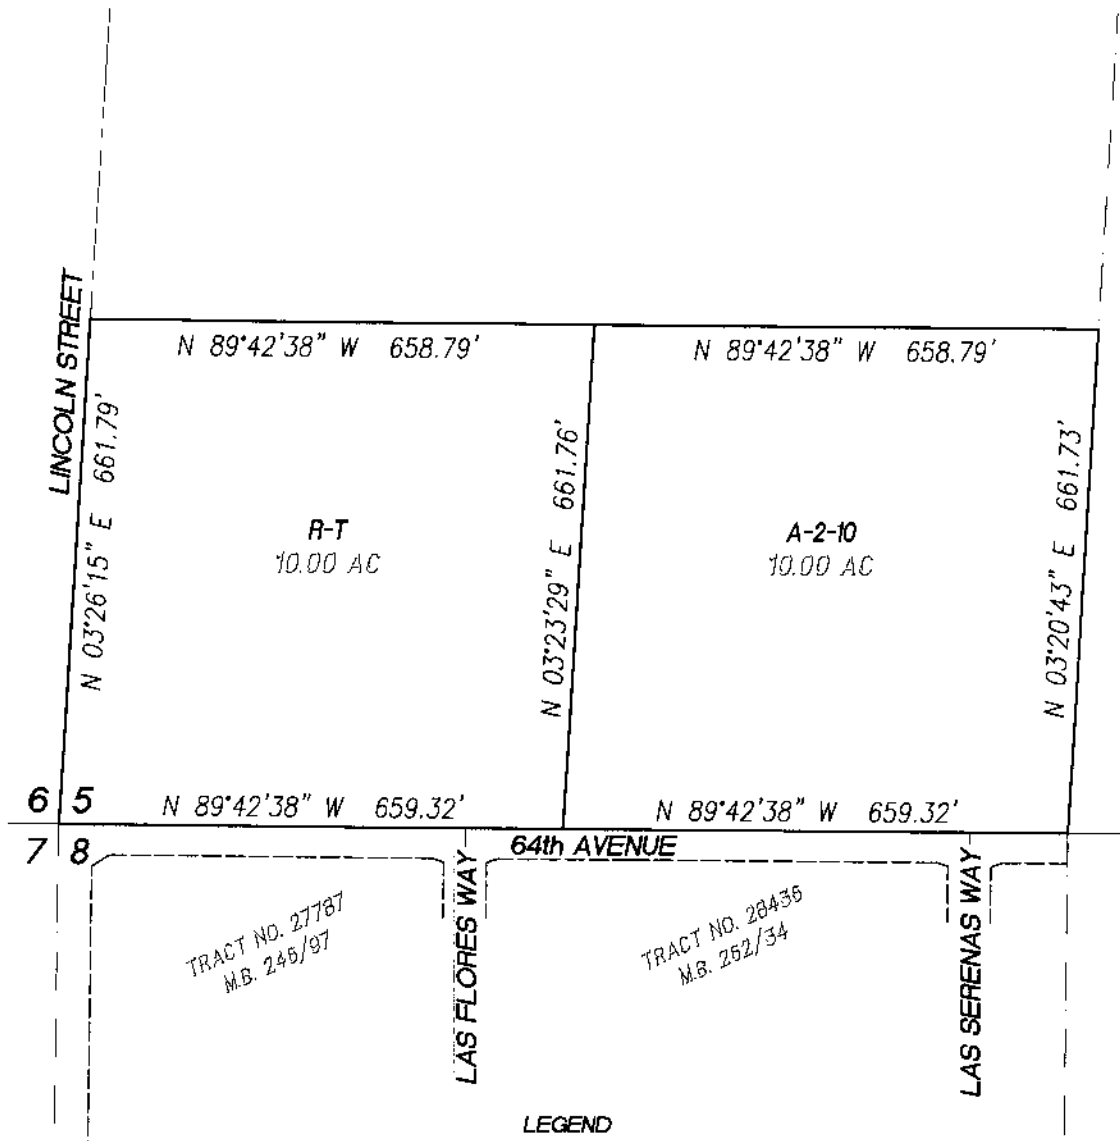 LINCOLN STREET
N 89°42'38" W 658.79'
N 89°42'38" W 658.79'
N 03°26'15" E 661.79'
N 03°23'29" E 661.76'
N 03°20'43" E 661.73'
R-T
10.00 AC
A-2-10
10.00 AC
6 5
N 89°42'38" W 659.32'
N 89°42'38" W 659.32'
7 8
64th AVENUE
TRACT NO. 27787
M.B. 245/97
LAS FLORES WAY
TRACT NO. 28436
M.B. 262/34
LAS SERENAS WAY
LEGEND